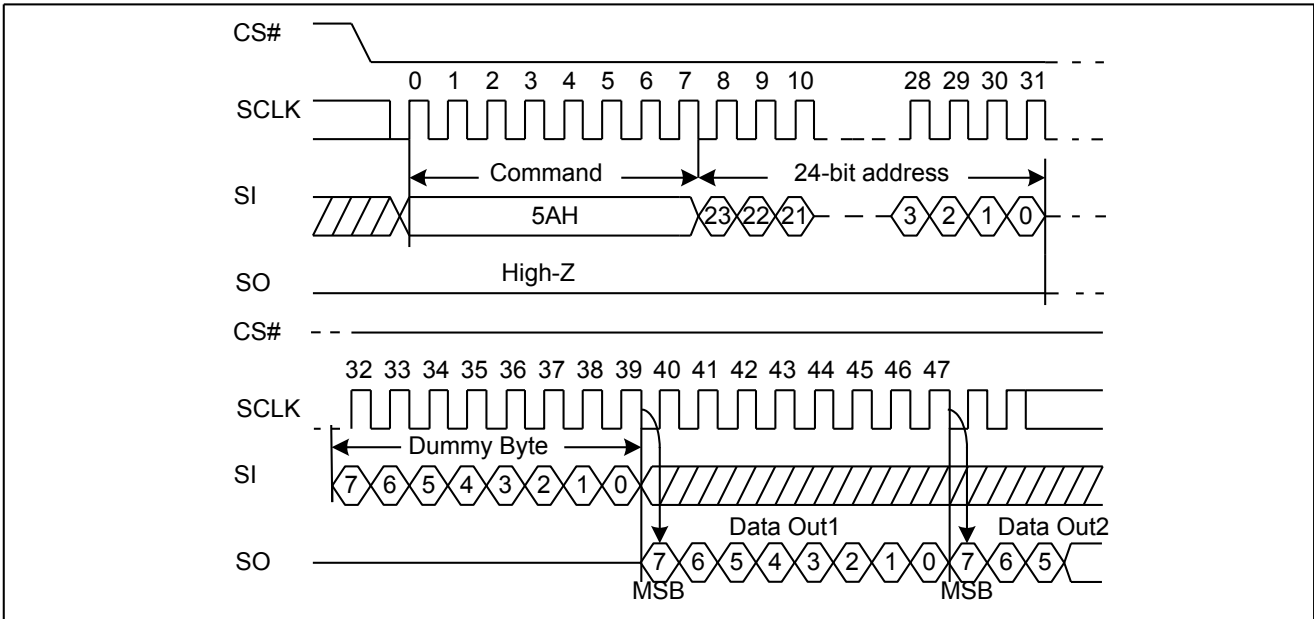 CS#
0 1 2 3 4 5 6 7 8 9 10 28 29 30 31
SCLK
Command 24-bit address
SI
5AH 23 22 21 3 2 1 0
High-Z
SO
CS#
32 33 34 35 36 37 38 39 40 41 42 43 44 45 46 47
SCLK
Dummy Byte
SI
7 6 5 4 3 2 1 0
Data Out1 Data Out2
SO
7 6 5 4 3 2 1 0 7 6 5
MSB MSB